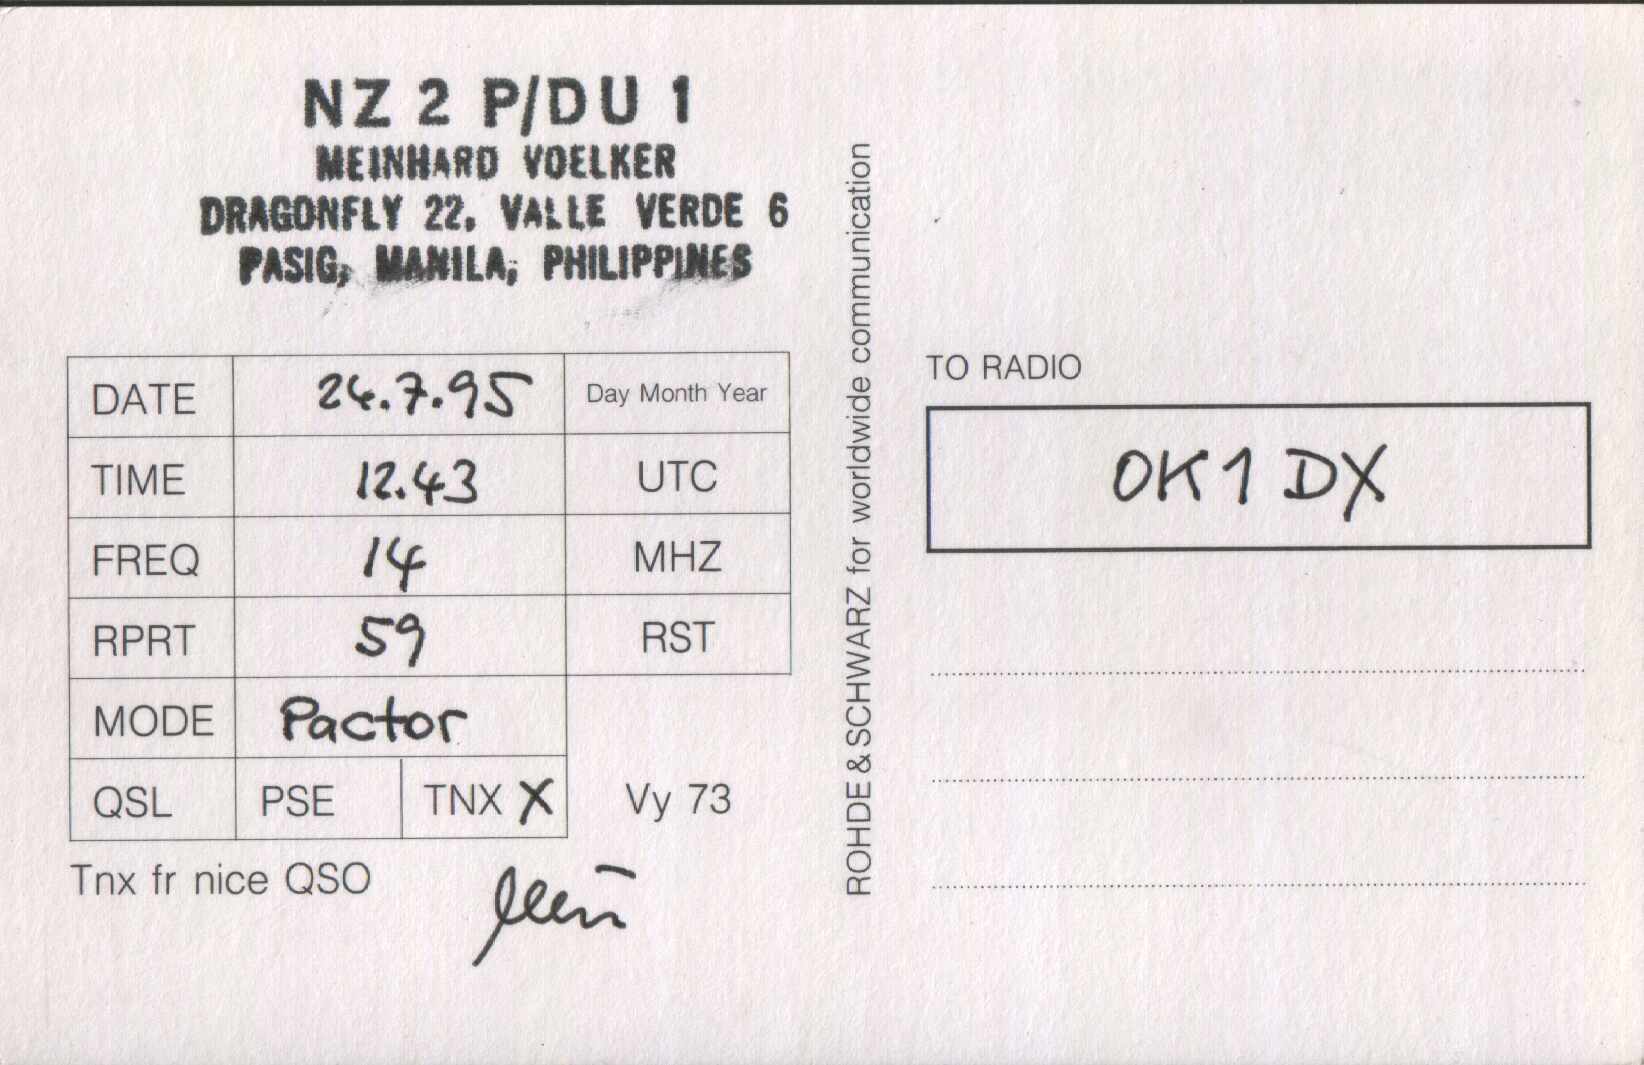 NZ 2 P/DU 1
MEINHARD VOELKER
DRAGONFLY 22, VALLE VERDE 6
PASIG, MANILA, PHILIPPINES
DATE 24.7.95 Day Month Year
TIME 12.43 UTC
FREQ 14 MHZ
RPRT 59 RST
MODE Pactor
QSL PSE TNX X Vy 73
Tnx fr nice QSO
ROHDE & SCHWARZ for worldwide communication
TO RADIO
OK1DX